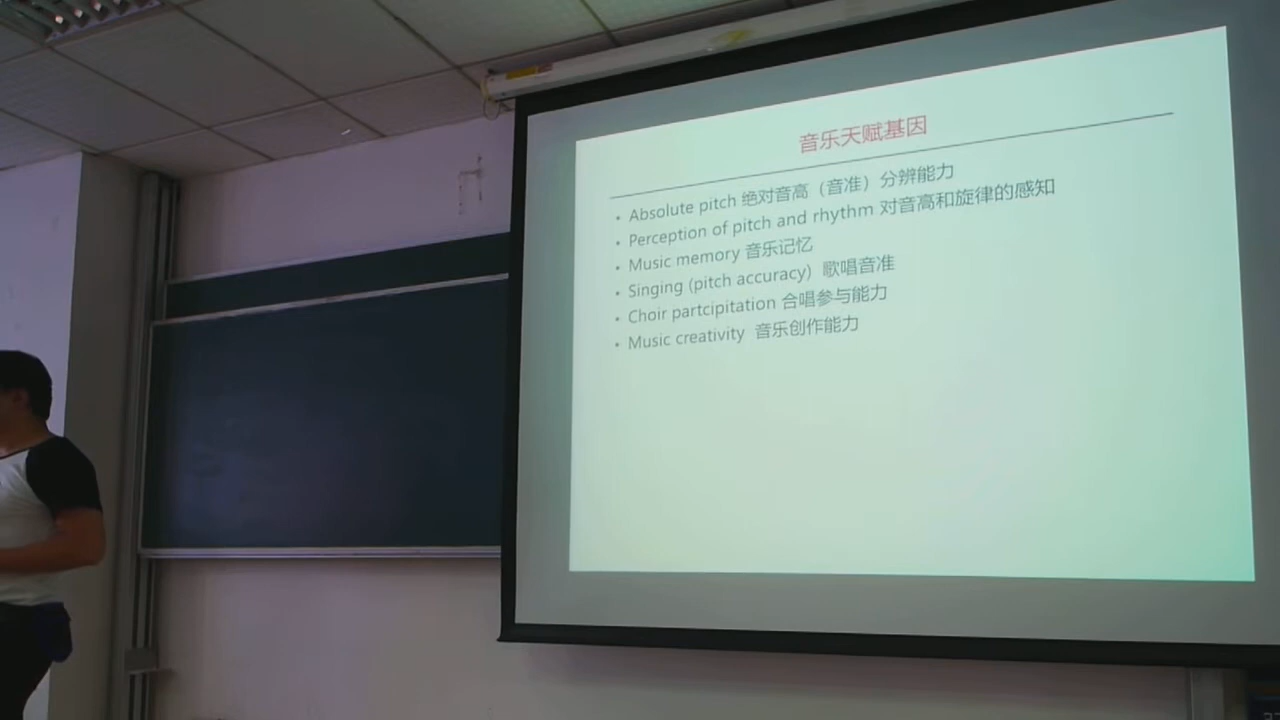 音乐天赋基因
• Absolute pitch 绝对音高（音准）分辨能力
• Perception of pitch and rhythm 对音高和旋律的感知
• Music memory 音乐记忆
• Singing (pitch accuracy) 歌唱音准
• Choir partcipitation 合唱参与能力
• Music creativity 音乐创作能力